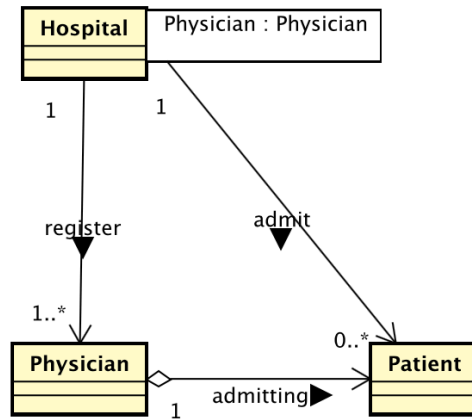 Hospital
Physician : Physician
1
1
register
admit
1..*
0..*
Physician
Patient
admitting
1